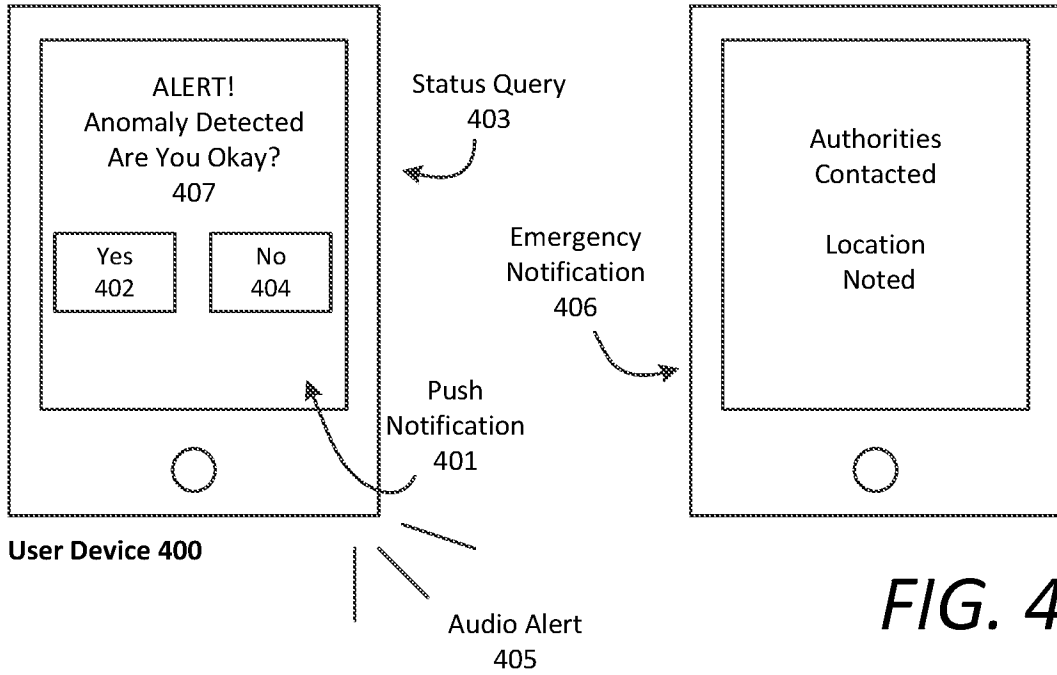 ALERT!
Anomaly Detected
Are You Okay?
407
Yes
402
No
404
Status Query
403
Push
Notification
401
User Device 400
Audio Alert
405
Emergency
Notification
406
Authorities
Contacted
Location
Noted
FIG. 4